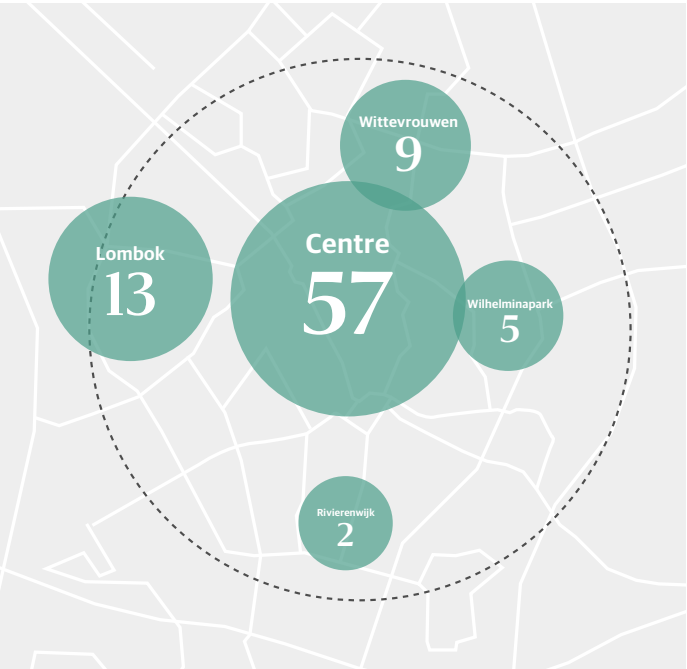 Wittevrouwen
9
Centre
57
Lombok
13
Wilhelminapark
5
Rivierenwijk
2